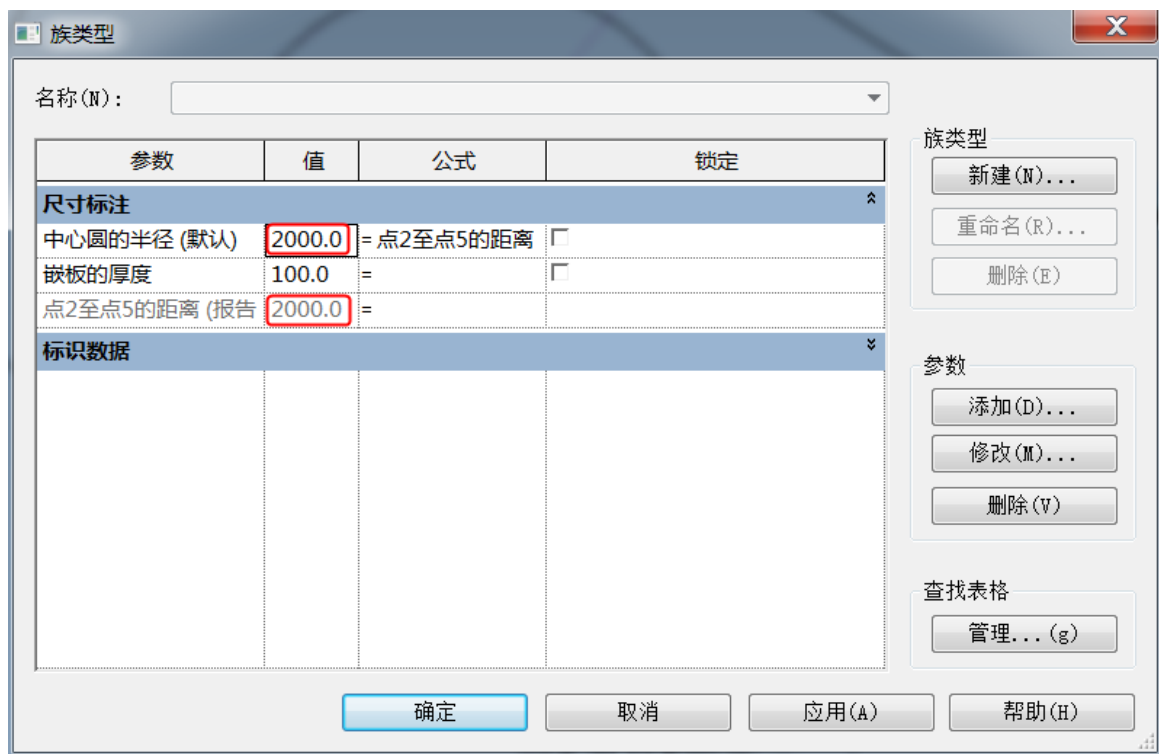 族类型
名称(N):
参数 值 公式 锁定
尺寸标注
中心圆的半径 (默认) 2000.0 = 点2至点5的距离
嵌板的厚度 100.0 =
点2至点5的距离 (报告 2000.0 =
标识数据
族类型
新建(N)...
重命名(R)...
删除(E)
参数
添加(D)...
修改(M)...
删除(V)
查找表格
管理...(g)
确定 取消 应用(A) 帮助(H)